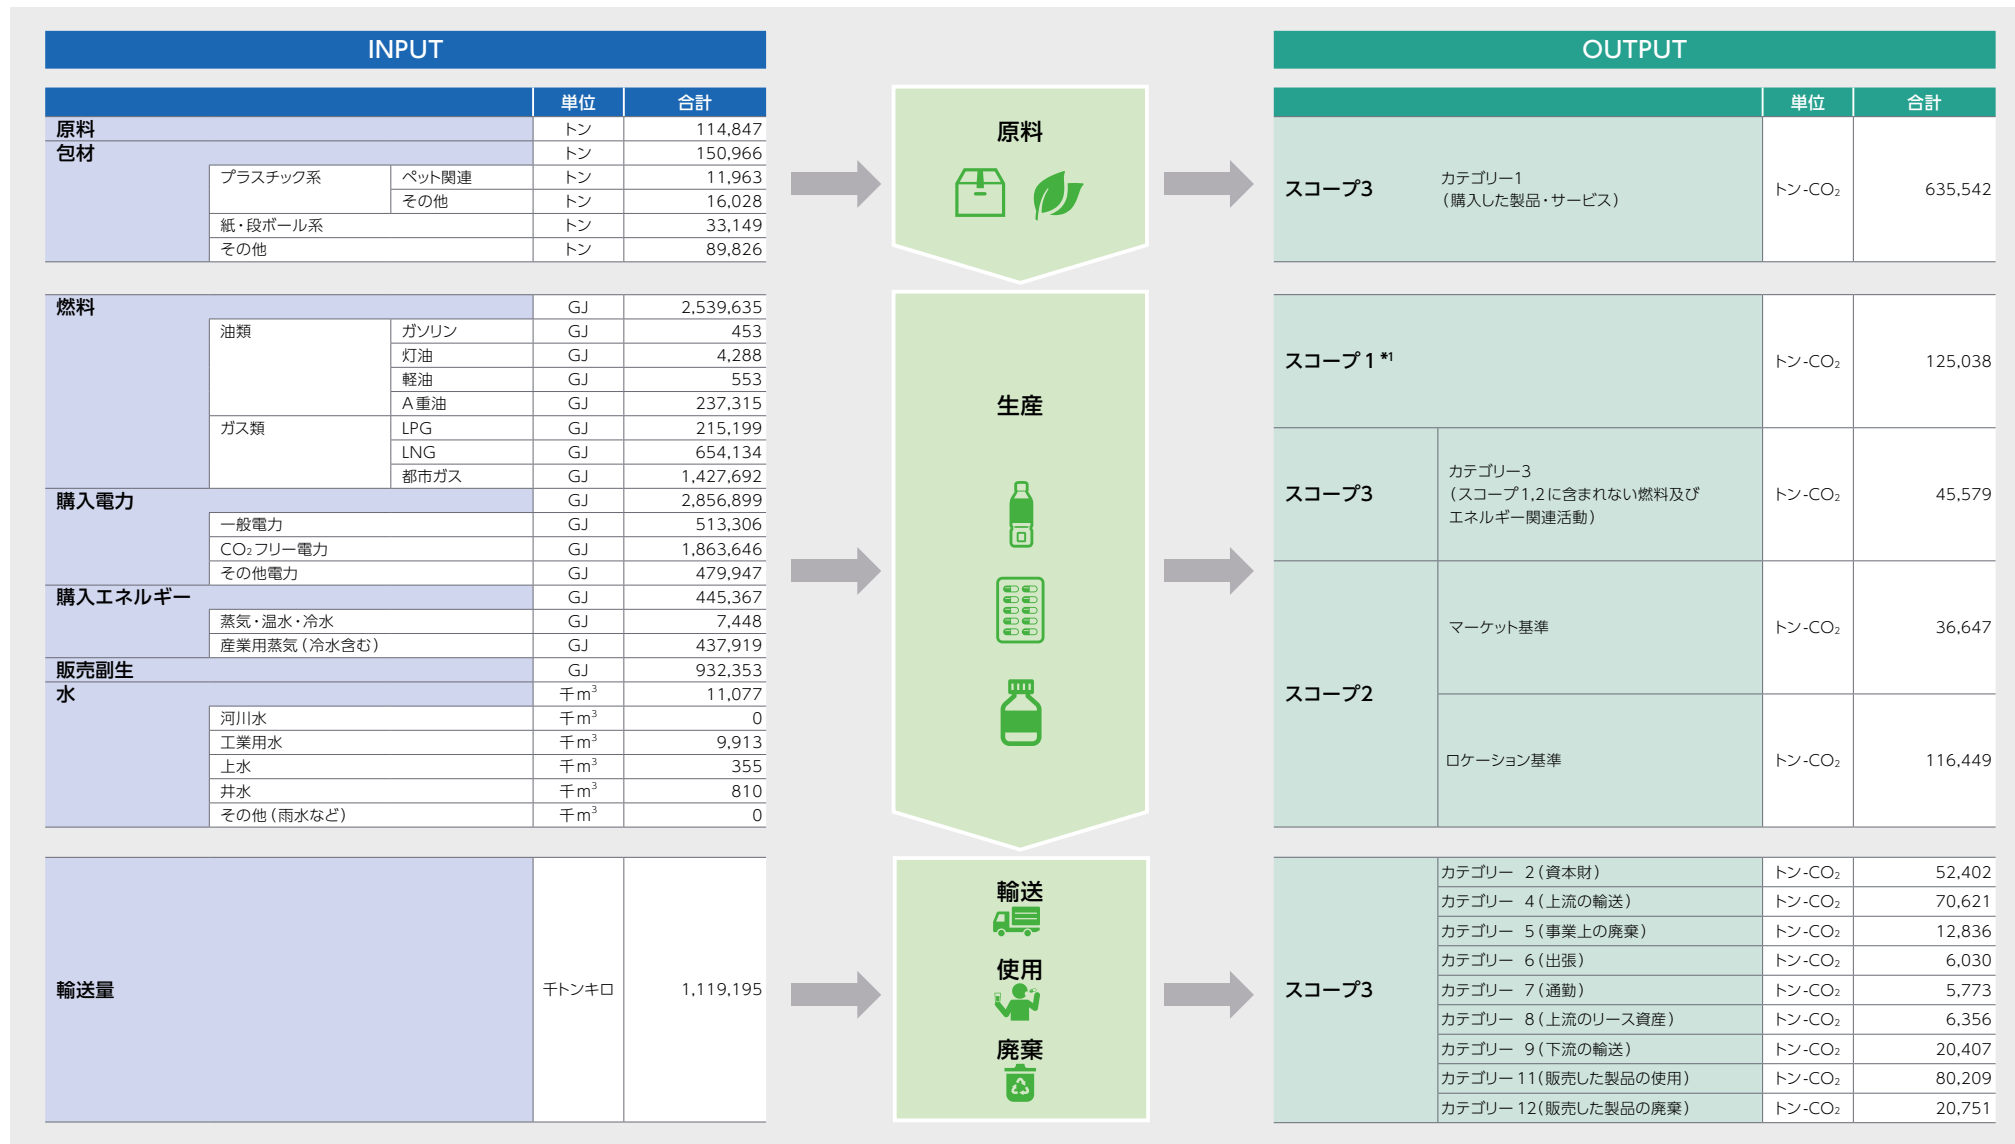 INPUT
単位 合計
原料 トン 114,847
包材 トン 150,966
プラスチック系 ペット関連 トン 11,963
その他 トン 16,028
紙・段ボール系 トン 33,149
その他 トン 89,826
燃料 GJ 2,539,635
油類 ガソリン GJ 453
灯油 GJ 4,288
軽油 GJ 553
A重油 GJ 237,315
ガス類 LPG GJ 215,199
LNG GJ 654,134
都市ガス GJ 1,427,692
購入電力 GJ 2,856,899
一般電力 GJ 513,306
CO₂フリー電力 GJ 1,863,646
その他電力 GJ 479,947
購入エネルギー GJ 445,367
蒸気・温水・冷水 GJ 7,448
産業用蒸気（冷水含む） GJ 437,919
販売副生 GJ 932,353
水 千m³ 11,077
河川水 千m³ 0
工業用水 千m³ 9,913
上水 千m³ 355
井水 千m³ 810
その他（雨水など） 千m³ 0
輸送量 千トンキロ 1,119,195
原料
生産
輸送
使用
廃棄
OUTPUT
単位 合計
スコープ3 カテゴリー1
（購入した製品・サービス） トン-CO₂ 635,542
スコープ1 *1 トン-CO₂ 125,038
スコープ3 カテゴリー3
（スコープ1,2に含まれない燃料及び
エネルギー関連活動） トン-CO₂ 45,579
スコープ2 マーケット基準 トン-CO₂ 36,647
ロケーション基準 トン-CO₂ 116,449
スコープ3 カテゴリー 2（資本財） トン-CO₂ 52,402
カテゴリー 4（上流の輸送） トン-CO₂ 70,621
カテゴリー 5（事業上の廃棄） トン-CO₂ 12,836
カテゴリー 6（出張） トン-CO₂ 6,030
カテゴリー 7（通勤） トン-CO₂ 5,773
カテゴリー 8（上流のリース資産） トン-CO₂ 6,356
カテゴリー 9（下流の輸送） トン-CO₂ 20,407
カテゴリー 11（販売した製品の使用） トン-CO₂ 80,209
カテゴリー 12（販売した製品の廃棄） トン-CO₂ 20,751